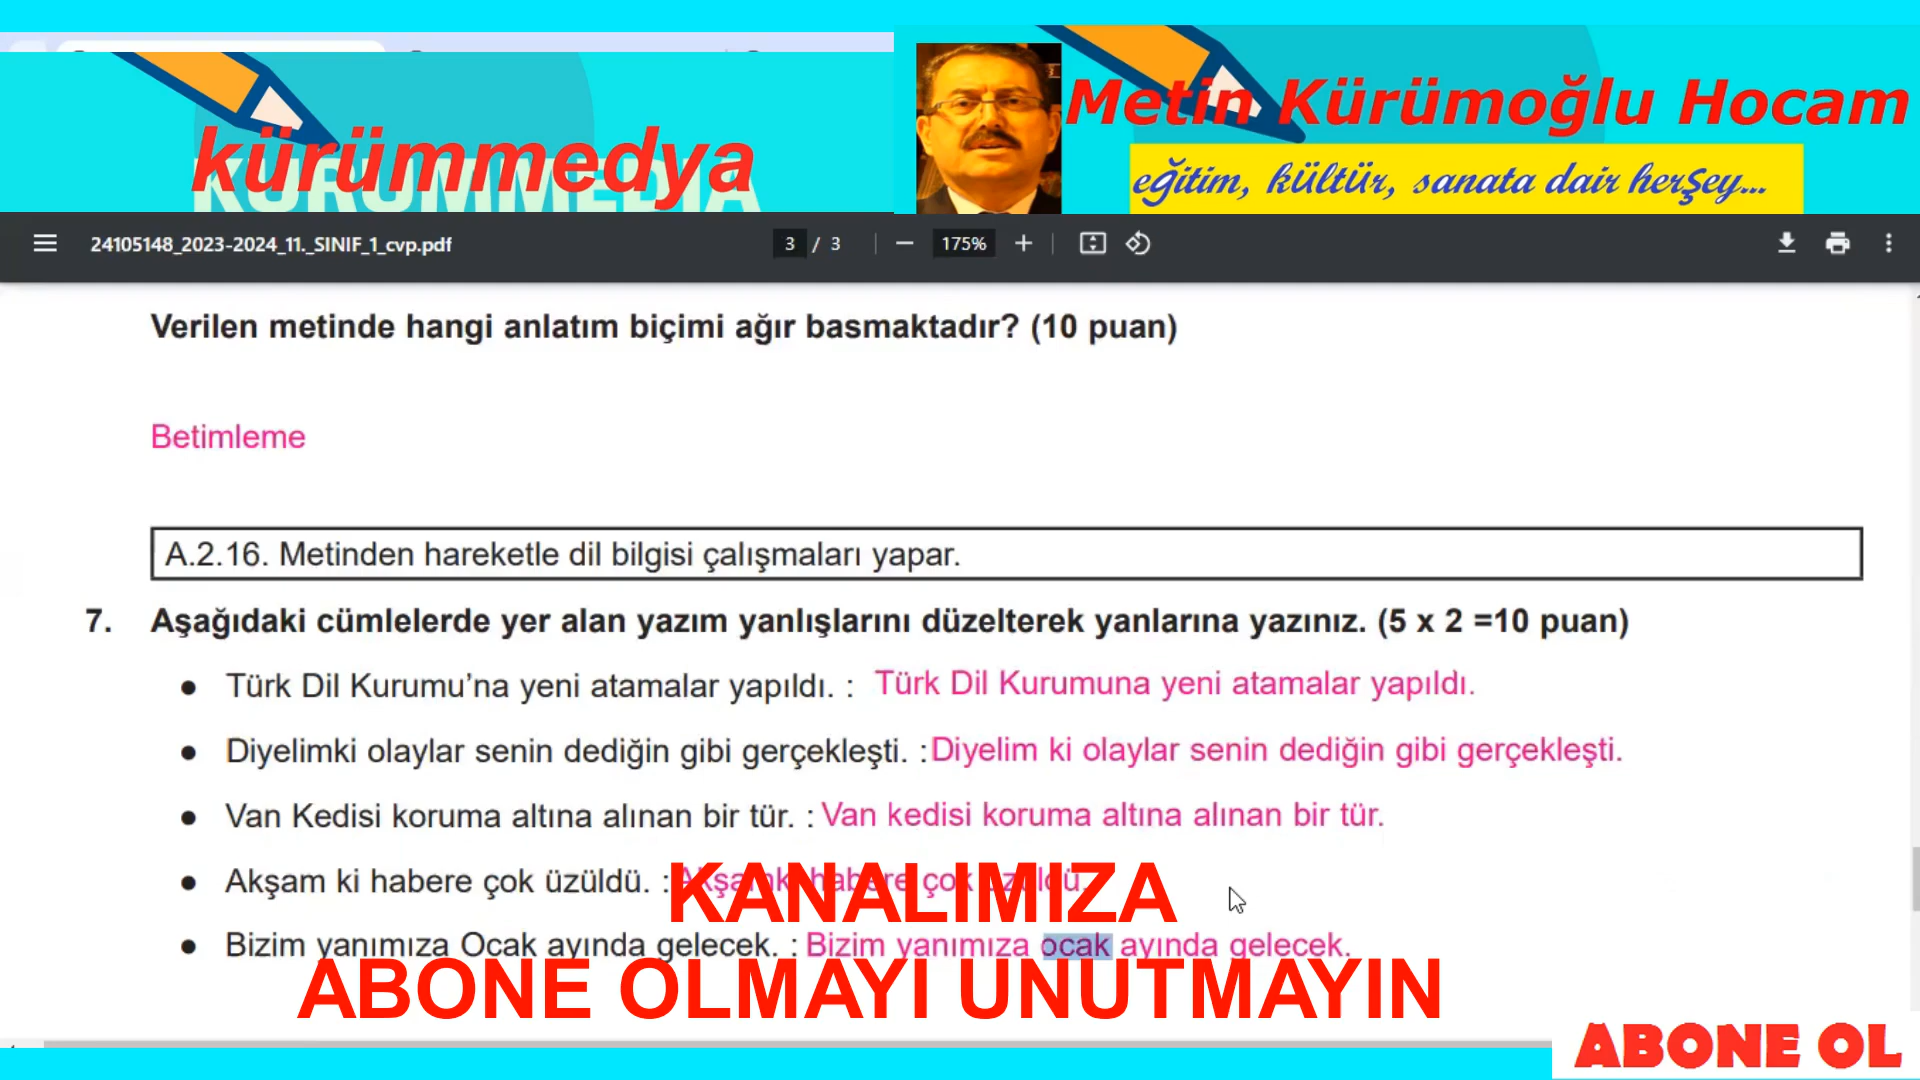 kürümmedya
KURUMMEDIA
Metin Kürümoğlu Hocam
eğitim, kültür, sanata dair herşey...
24105148_2023-2024_11._SINIF_1_cvp.pdf
3 / 3
175%
Verilen metinde hangi anlatım biçimi ağır basmaktadır? (10 puan)
Betimleme
A.2.16. Metinden hareketle dil bilgisi çalışmaları yapar.
7. Aşağıdaki cümlelerde yer alan yazım yanlışlarını düzelterek yanlarına yazınız. (5 x 2 =10 puan)
● Türk Dil Kurumu’na yeni atamalar yapıldı. : Türk Dil Kurumuna yeni atamalar yapıldı.
● Diyelimki olaylar senin dediğin gibi gerçekleşti. : Diyelim ki olaylar senin dediğin gibi gerçekleşti.
● Van Kedisi koruma altına alınan bir tür. : Van kedisi koruma altına alınan bir tür.
● Akşam ki habere çok üzüldü. : Akşamki habere çok üzüldü.
KANALIMIZA
● Bizim yanımıza Ocak ayında gelecek. : Bizim yanımıza ocak ayında gelecek.
ABONE OLMAYI UNUTMAYIN
ABONE OL